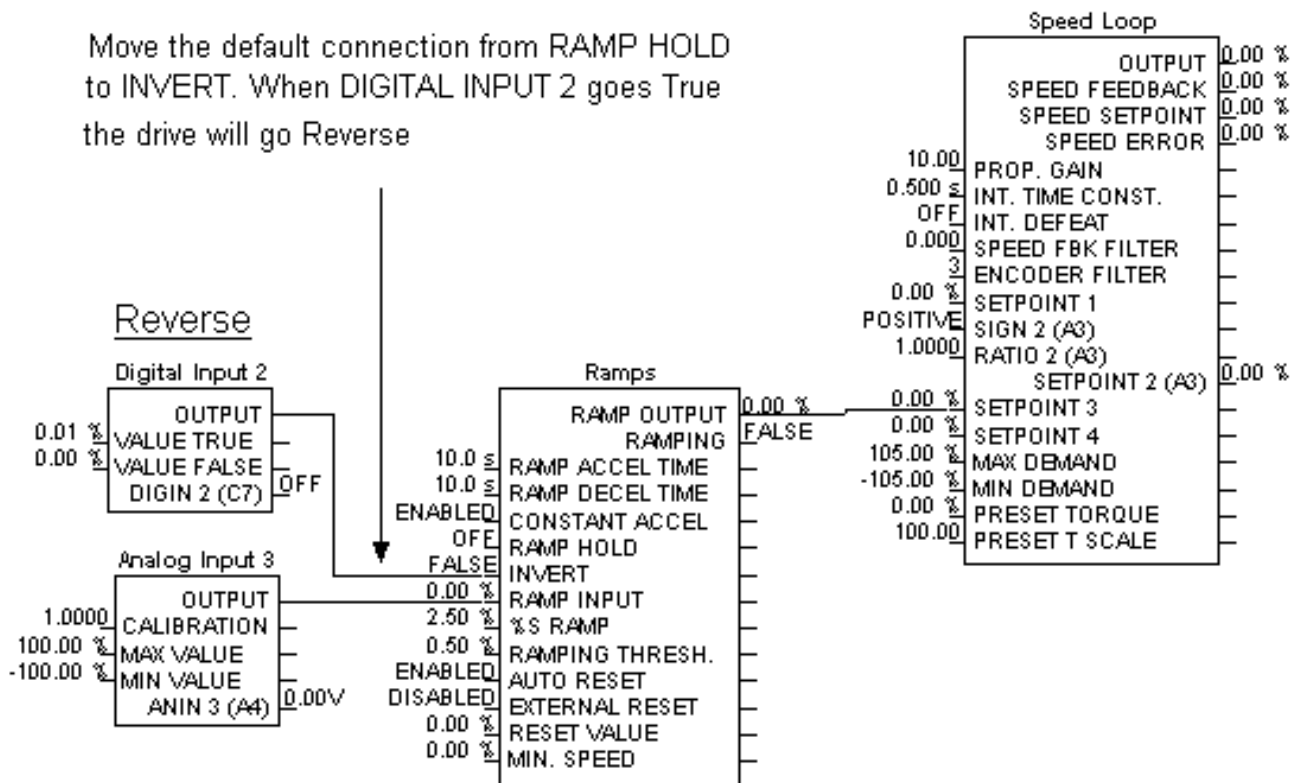 Move the default connection from RAMP HOLD
to INVERT. When DIGITAL INPUT 2 goes True
the drive will go Reverse
Reverse
Digital Input 2
OUTPUT
0.01 % VALUE TRUE
0.00 % VALUE FALSE
DIGIN 2 (C7) OFF
Analog Input 3
OUTPUT
1.0000 CALIBRATION
100.00 % MAX VALUE
-100.00 % MIN VALUE
ANIN 3 (A4) 0.00V
Ramps
RAMP OUTPUT 0.00 %
RAMPING FALSE
10.0 s RAMP ACCEL TIME
10.0 s RAMP DECEL TIME
ENABLED CONSTANT ACCEL
OFF RAMP HOLD
FALSE INVERT
0.00 % RAMP INPUT
2.50 % %S RAMP
0.50 % RAMPING THRESH.
ENABLED AUTO RESET
DISABLED EXTERNAL RESET
0.00 % RESET VALUE
0.00 % MIN. SPEED
Speed Loop
OUTPUT 0.00 %
SPEED FEEDBACK 0.00 %
SPEED SETPOINT 0.00 %
SPEED ERROR 0.00 %
10.00 PROP. GAIN
0.500 s INT. TIME CONST.
OFF INT. DEFEAT
0.000 SPEED FBK FILTER
3 ENCODER FILTER
0.00 % SETPOINT 1
POSITIVE SIGN 2 (A3)
1.0000 RATIO 2 (A3)
SETPOINT 2 (A3) 0.00 %
0.00 % SETPOINT 3
0.00 % SETPOINT 4
105.00 % MAX DEMAND
-105.00 % MIN DEMAND
0.00 % PRESET TORQUE
100.00 PRESET T SCALE